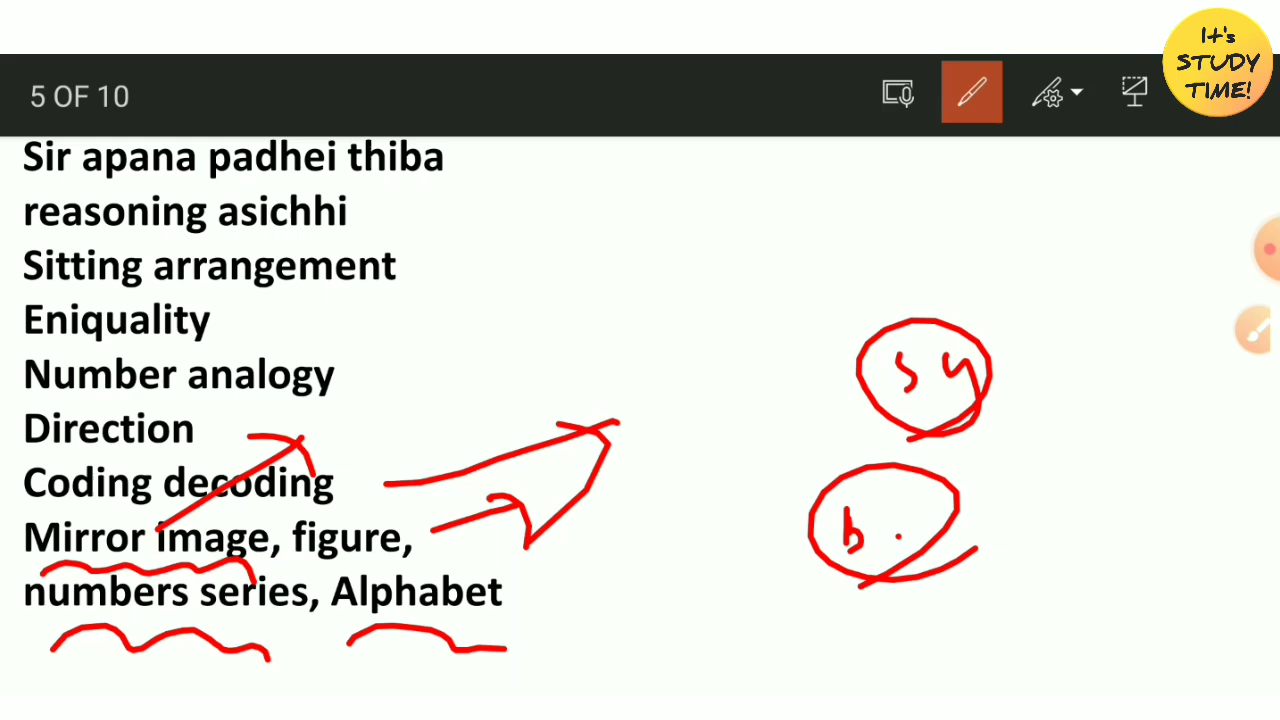 It's
STUDY
TIME!
5 OF 10
Sir apana padhei thiba
reasoning asichhi
Sitting arrangement
Eniquality
Number analogy
Direction
Coding decoding
Mirror image, figure,
numbers series, Alphabet